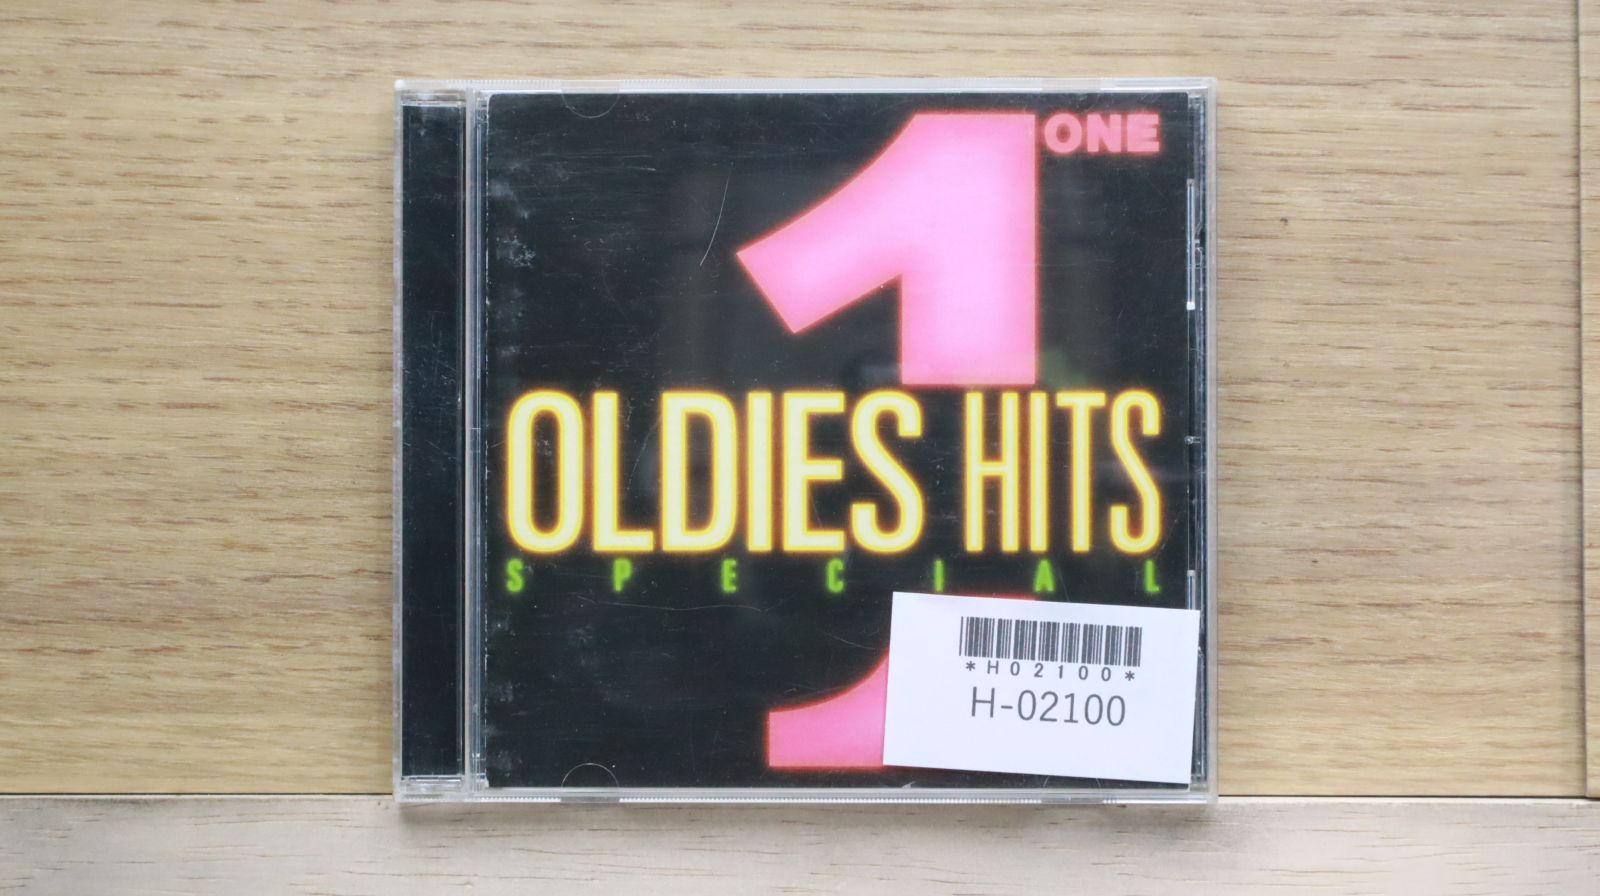 1 ONE
OLDIES HITS
SPECIAL
*H02100*
H-02100